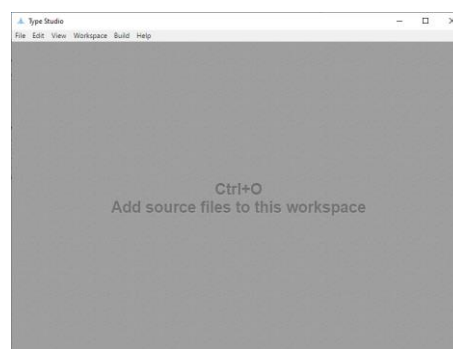 Type Studio
File Edit View Workspace Build Help
Ctrl+O
Add source files to this workspace